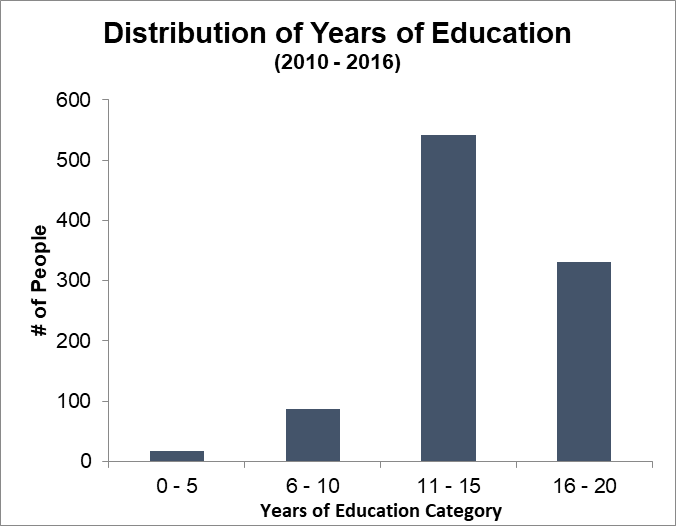 Distribution of Years of Education
(2010 - 2016)
600
500
400
300
200
100
0
# of People
0 - 5 6 - 10 11 - 15 16 - 20
Years of Education Category